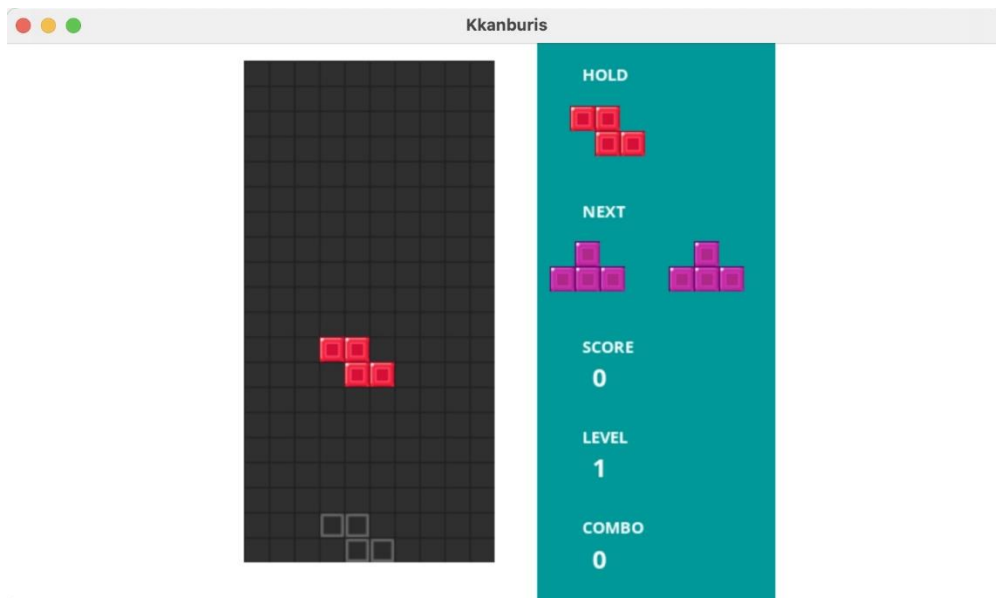 Kkanburis
HOLD
NEXT
SCORE
0
LEVEL
1
COMBO
0